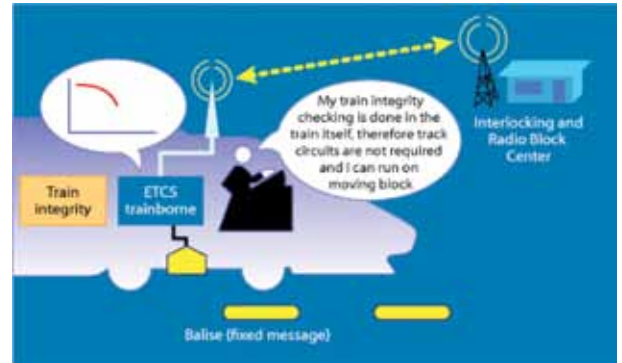 My train integrity
checking is done in the
train itself, therefore track
circuits are not required
and I can run on
moving block
Interlocking and
Radio Block
Center
Train
integrity
ETCS
trainborne
Balise (fixed message)